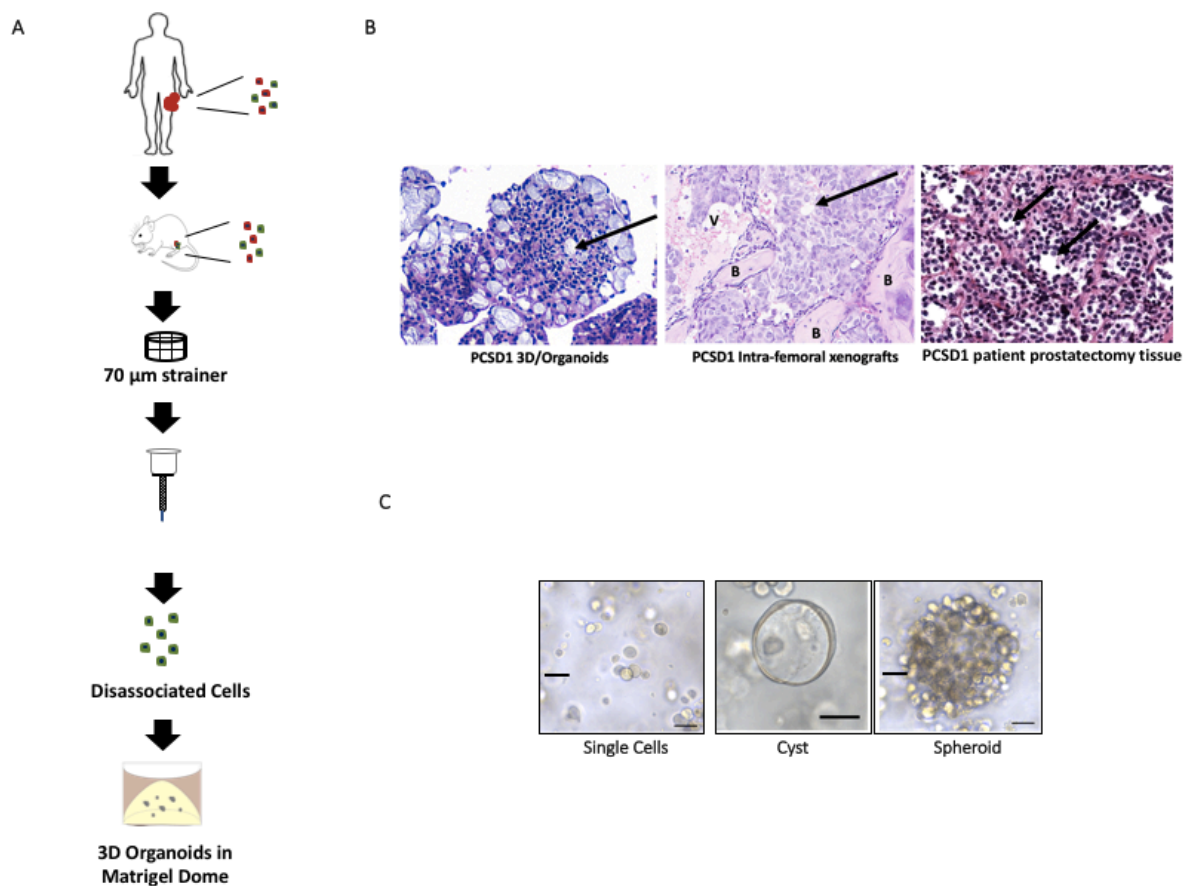 A
B
70 µm strainer
Disassociated Cells
3D Organoids in
Matrigel Dome
V
B
B
B
PCSD1 3D/Organoids
PCSD1 Intra-femoral xenografts
PCSD1 patient prostatectomy tissue
C
Single Cells
Cyst
Spheroid